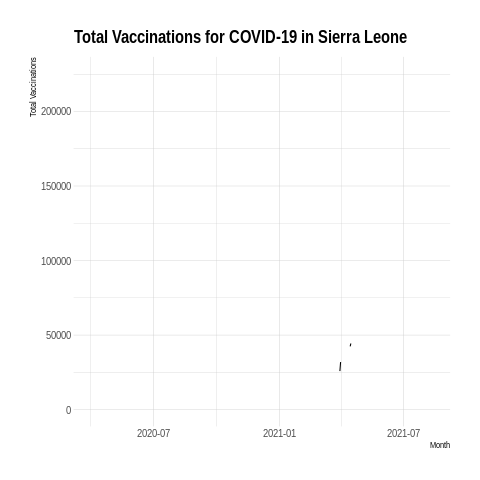 Total Vaccinations for COVID-19 in Sierra Leone
Total Vaccinations
200000
150000
100000
50000
0
2020-07 2021-01 2021-07
Month